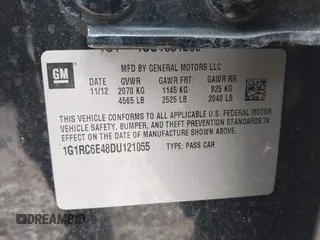 GM
MFD BY GENERAL MOTORS LLC
DATE GVWR GAWR FRT GAWR RR
11/12 2070 KG 1145 KG 925 KG
4565 LB 2525 LB 2040 LB
THIS VEHICLE CONFORMS TO ALL APPLICABLE U.S. FEDERAL MOTOR
VEHICLE SAFETY, BUMPER, AND THEFT PREVENTION STANDARDS IN EFFECT
ON THE DATE OF MANUFACTURE SHOWN ABOVE.
1G1RC6E48DU121055 TYPE: PASS CAR
DREAMBID